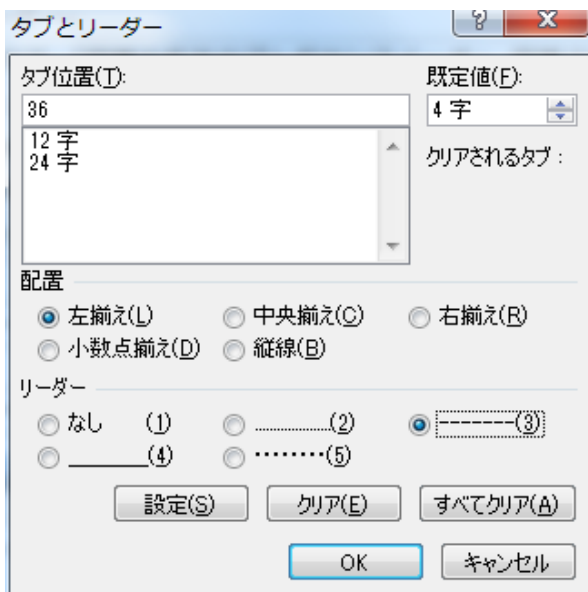 タブとリーダー
タブ位置(T): 既定値(F):
36 4 字
12 字
24 字
クリアされるタブ :
配置
左揃え(L) 中央揃え(C) 右揃え(R)
小数点揃え(D) 縦線(B)
リーダー
なし (1) ..............(2) -------(3)
________(4) ········(5)
設定(S) クリア(E) すべてクリア(A)
OK キャンセル